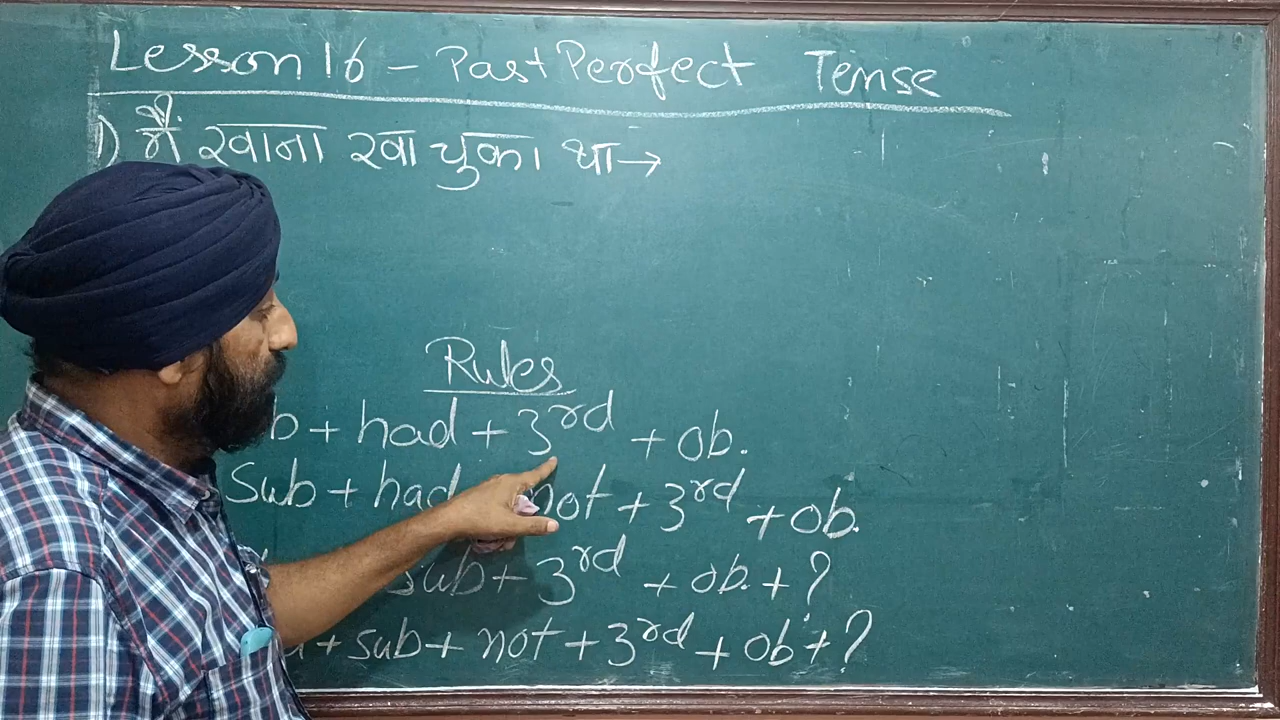 Lesson 16 - Past Perfect Tense
1) मैं खाना खा चुका था→
Rules
b + had + 3rd + ob.
Sub + had not + 3rd + ob.
sub + 3rd + ob. + ?
+ sub + not + 3rd + ob + ?